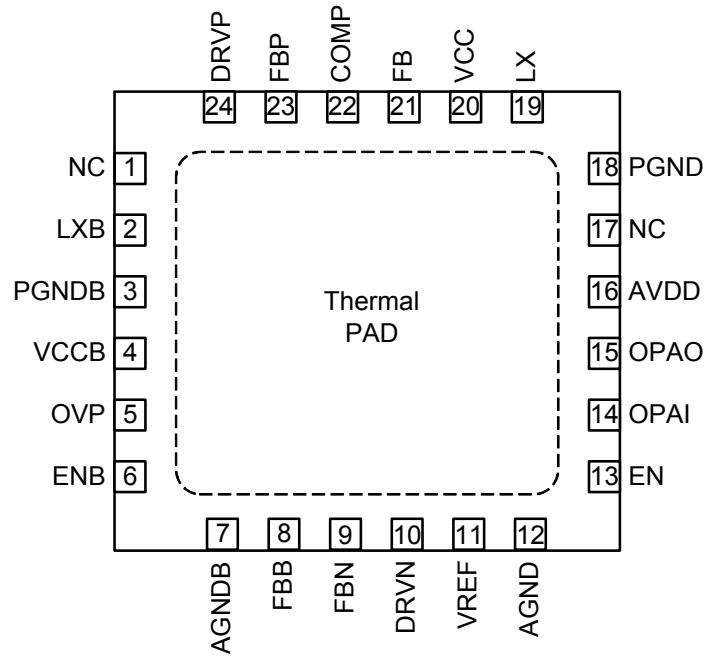 DRVP
FBP
COMP
FB
VCC
LX
24
23
22
21
20
19
NC 1
18 PGND
LXB 2
17 NC
PGNDB 3
16 AVDD
Thermal
PAD
VCCB 4
15 OPAO
OVP 5
14 OPAI
ENB 6
13 EN
7
8
9
10
11
12
AGNDB
FBB
FBN
DRVN
VREF
AGND